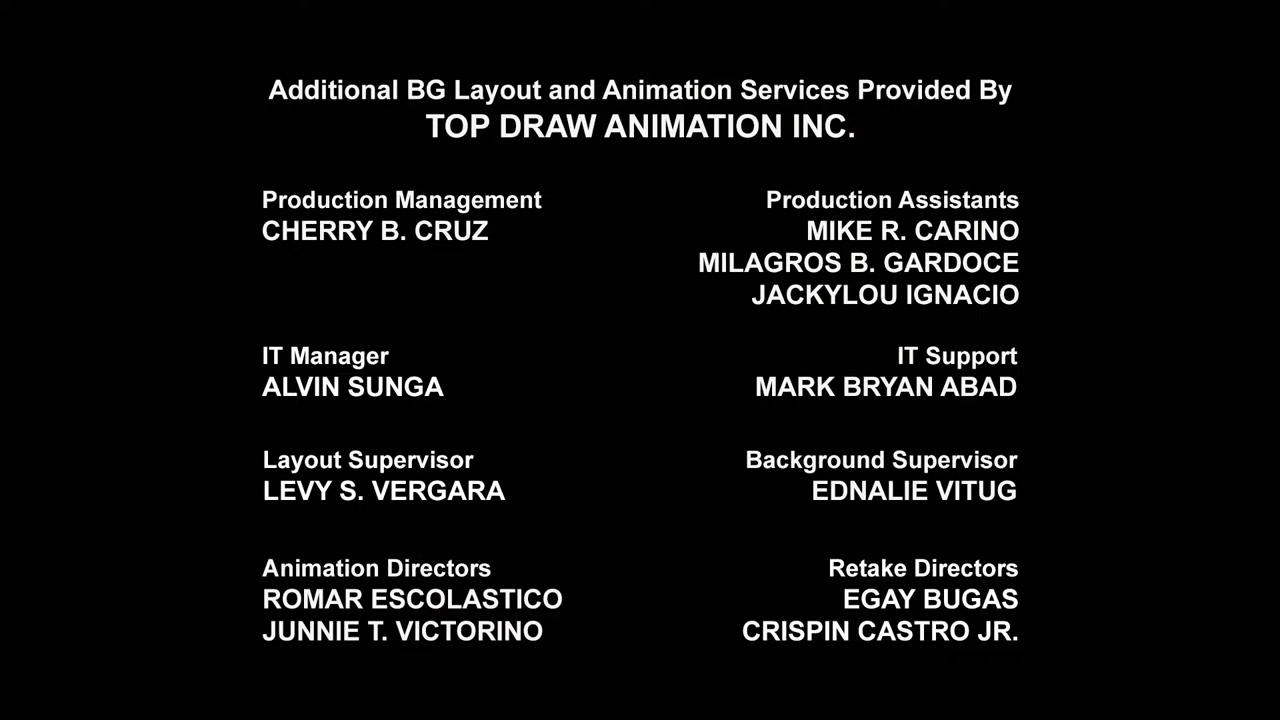 Additional BG Layout and Animation Services Provided By
TOP DRAW ANIMATION INC.
Production Management
CHERRY B. CRUZ
Production Assistants
MIKE R. CARINO
MILAGROS B. GARDOCE
JACKYLOU IGNACIO
IT Manager
ALVIN SUNGA
IT Support
MARK BRYAN ABAD
Layout Supervisor
LEVY S. VERGARA
Background Supervisor
EDNALIE VITUG
Animation Directors
ROMAR ESCOLASTICO
JUNNIE T. VICTORINO
Retake Directors
EGAY BUGAS
CRISPIN CASTRO JR.